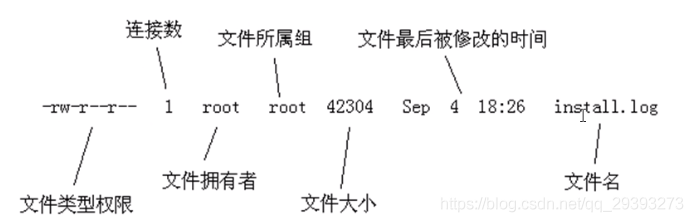 连接数
文件所属组
文件最后被修改的时间
-rw-r--r-- 1 root root 42304 Sep 4 18:26 install.log
文件类型权限
文件拥有者
文件大小
文件名
https://blog.csdn.net/qq_29393273